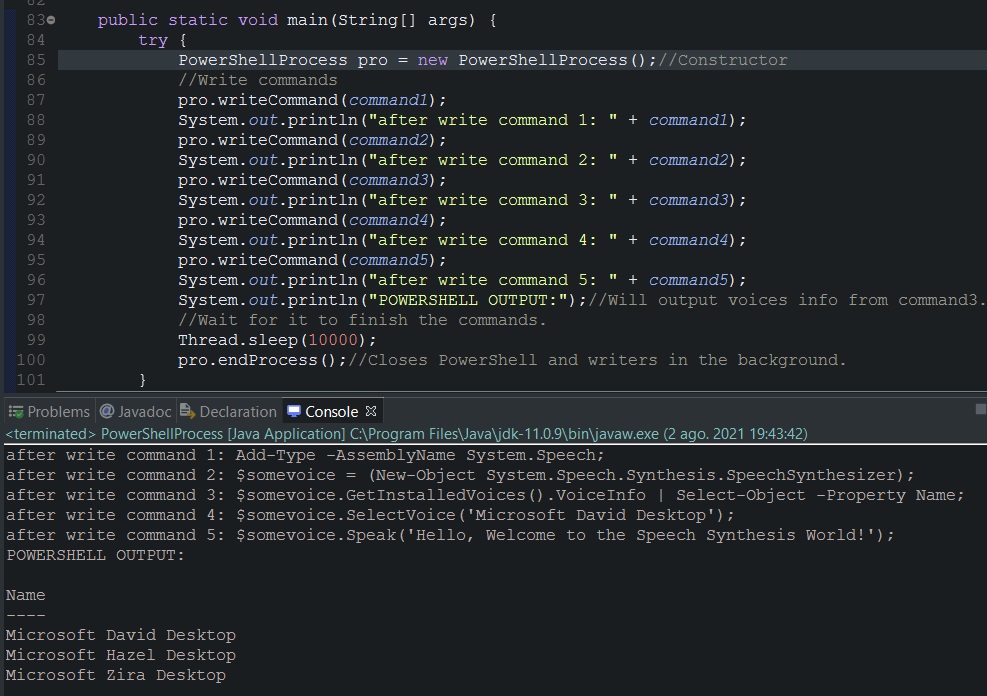 82
83 public static void main(String[] args) {
84 try {
85 PowerShellProcess pro = new PowerShellProcess();//Constructor
86 //Write commands
87 pro.writeCommand(command1);
88 System.out.println("after write command 1: " + command1);
89 pro.writeCommand(command2);
90 System.out.println("after write command 2: " + command2);
91 pro.writeCommand(command3);
92 System.out.println("after write command 3: " + command3);
93 pro.writeCommand(command4);
94 System.out.println("after write command 4: " + command4);
95 pro.writeCommand(command5);
96 System.out.println("after write command 5: " + command5);
97 System.out.println("POWERSHELL OUTPUT:");//Will output voices info from command3.
98 //Wait for it to finish the commands.
99 Thread.sleep(10000);
100 pro.endProcess();//Closes PowerShell and writers in the background.
101 }
Problems @ Javadoc Declaration Console
<terminated> PowerShellProcess [Java Application] C:\Program Files\Java\jdk-11.0.9\bin\javaw.exe (2 ago. 2021 19:43:42)
after write command 1: Add-Type -AssemblyName System.Speech;
after write command 2: $somevoice = (New-Object System.Speech.Synthesis.SpeechSynthesizer);
after write command 3: $somevoice.GetInstalledVoices().VoiceInfo | Select-Object -Property Name;
after write command 4: $somevoice.SelectVoice('Microsoft David Desktop');
after write command 5: $somevoice.Speak('Hello, Welcome to the Speech Synthesis World!');
POWERSHELL OUTPUT:
Name
----
Microsoft David Desktop
Microsoft Hazel Desktop
Microsoft Zira Desktop